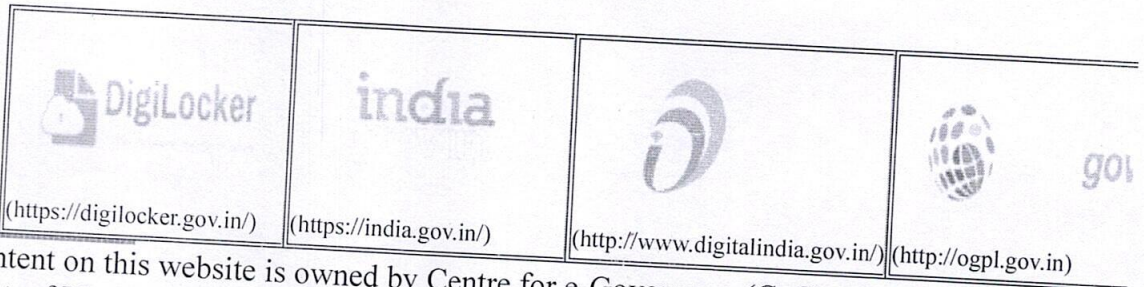 DigiLocker
india
gov
(https://digilocker.gov.in/)
(https://india.gov.in/)
(http://www.digitalindia.gov.in/)
(http://ogpl.gov.in)
ntent on this website is owned by Centre for e-Governance